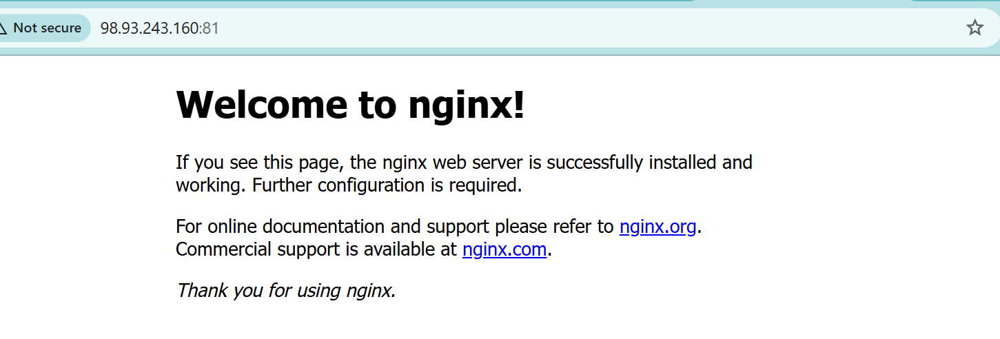 Not secure 98.93.243.160:81
Welcome to nginx!
If you see this page, the nginx web server is successfully installed and
working. Further configuration is required.
For online documentation and support please refer to nginx.org.
Commercial support is available at nginx.com.
Thank you for using nginx.